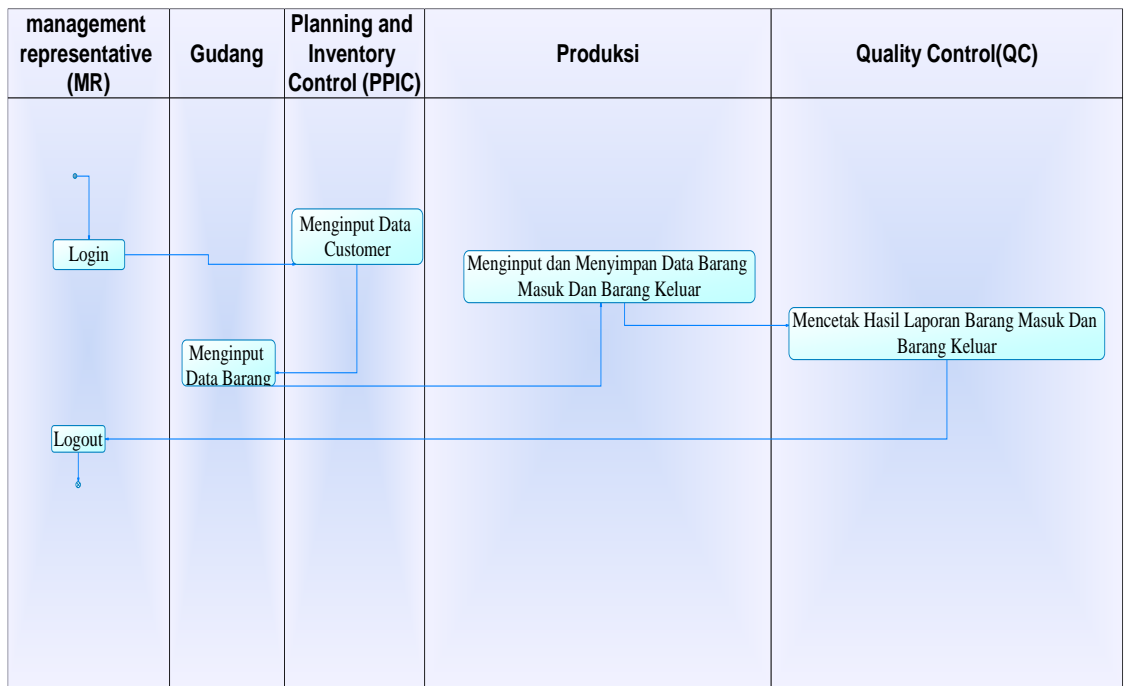 management
representative
(MR)
Gudang
Planning and
Inventory
Control (PPIC)
Produksi
Quality Control(QC)
Login
Menginput Data
Customer
Menginput dan Menyimpan Data Barang
Masuk Dan Barang Keluar
Mencetak Hasil Laporan Barang Masuk Dan
Barang Keluar
Menginput
Data Barang
Logout